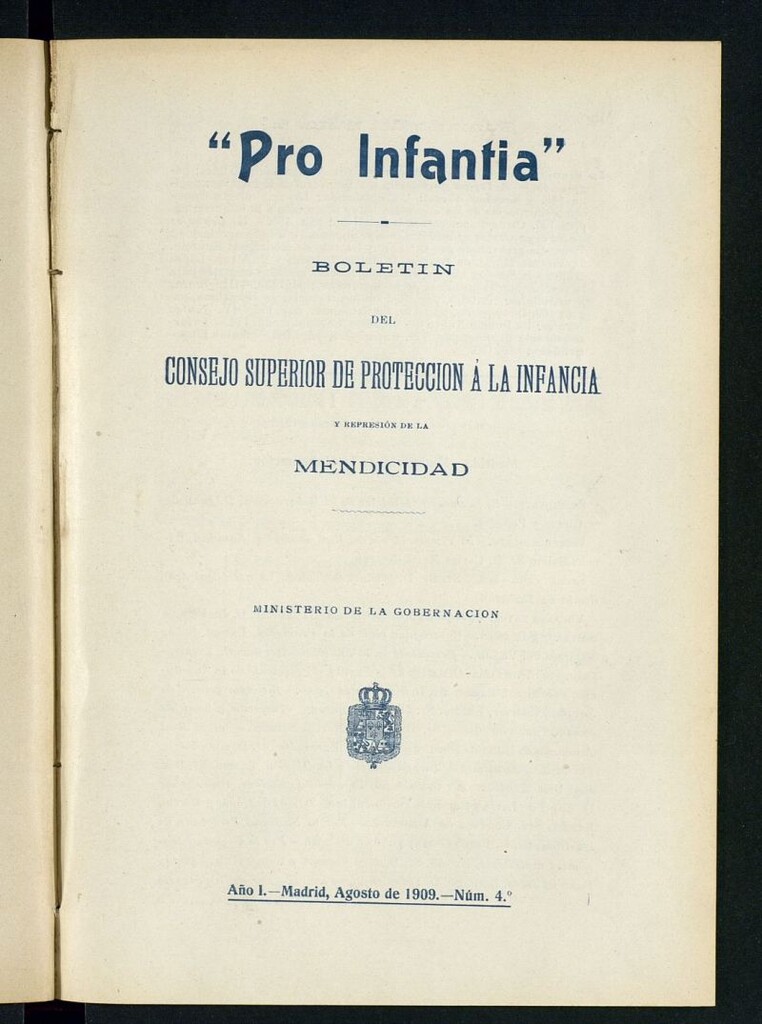 “Pro Infantia”
BOLETIN
DEL
CONSEJO SUPERIOR DE PROTECCION Á LA INFANCIA
Y REPRESIÓN DE LA
MENDICIDAD
MINISTERIO DE LA GOBERNACION
Año I.—Madrid, Agosto de 1909.—Núm. 4.º